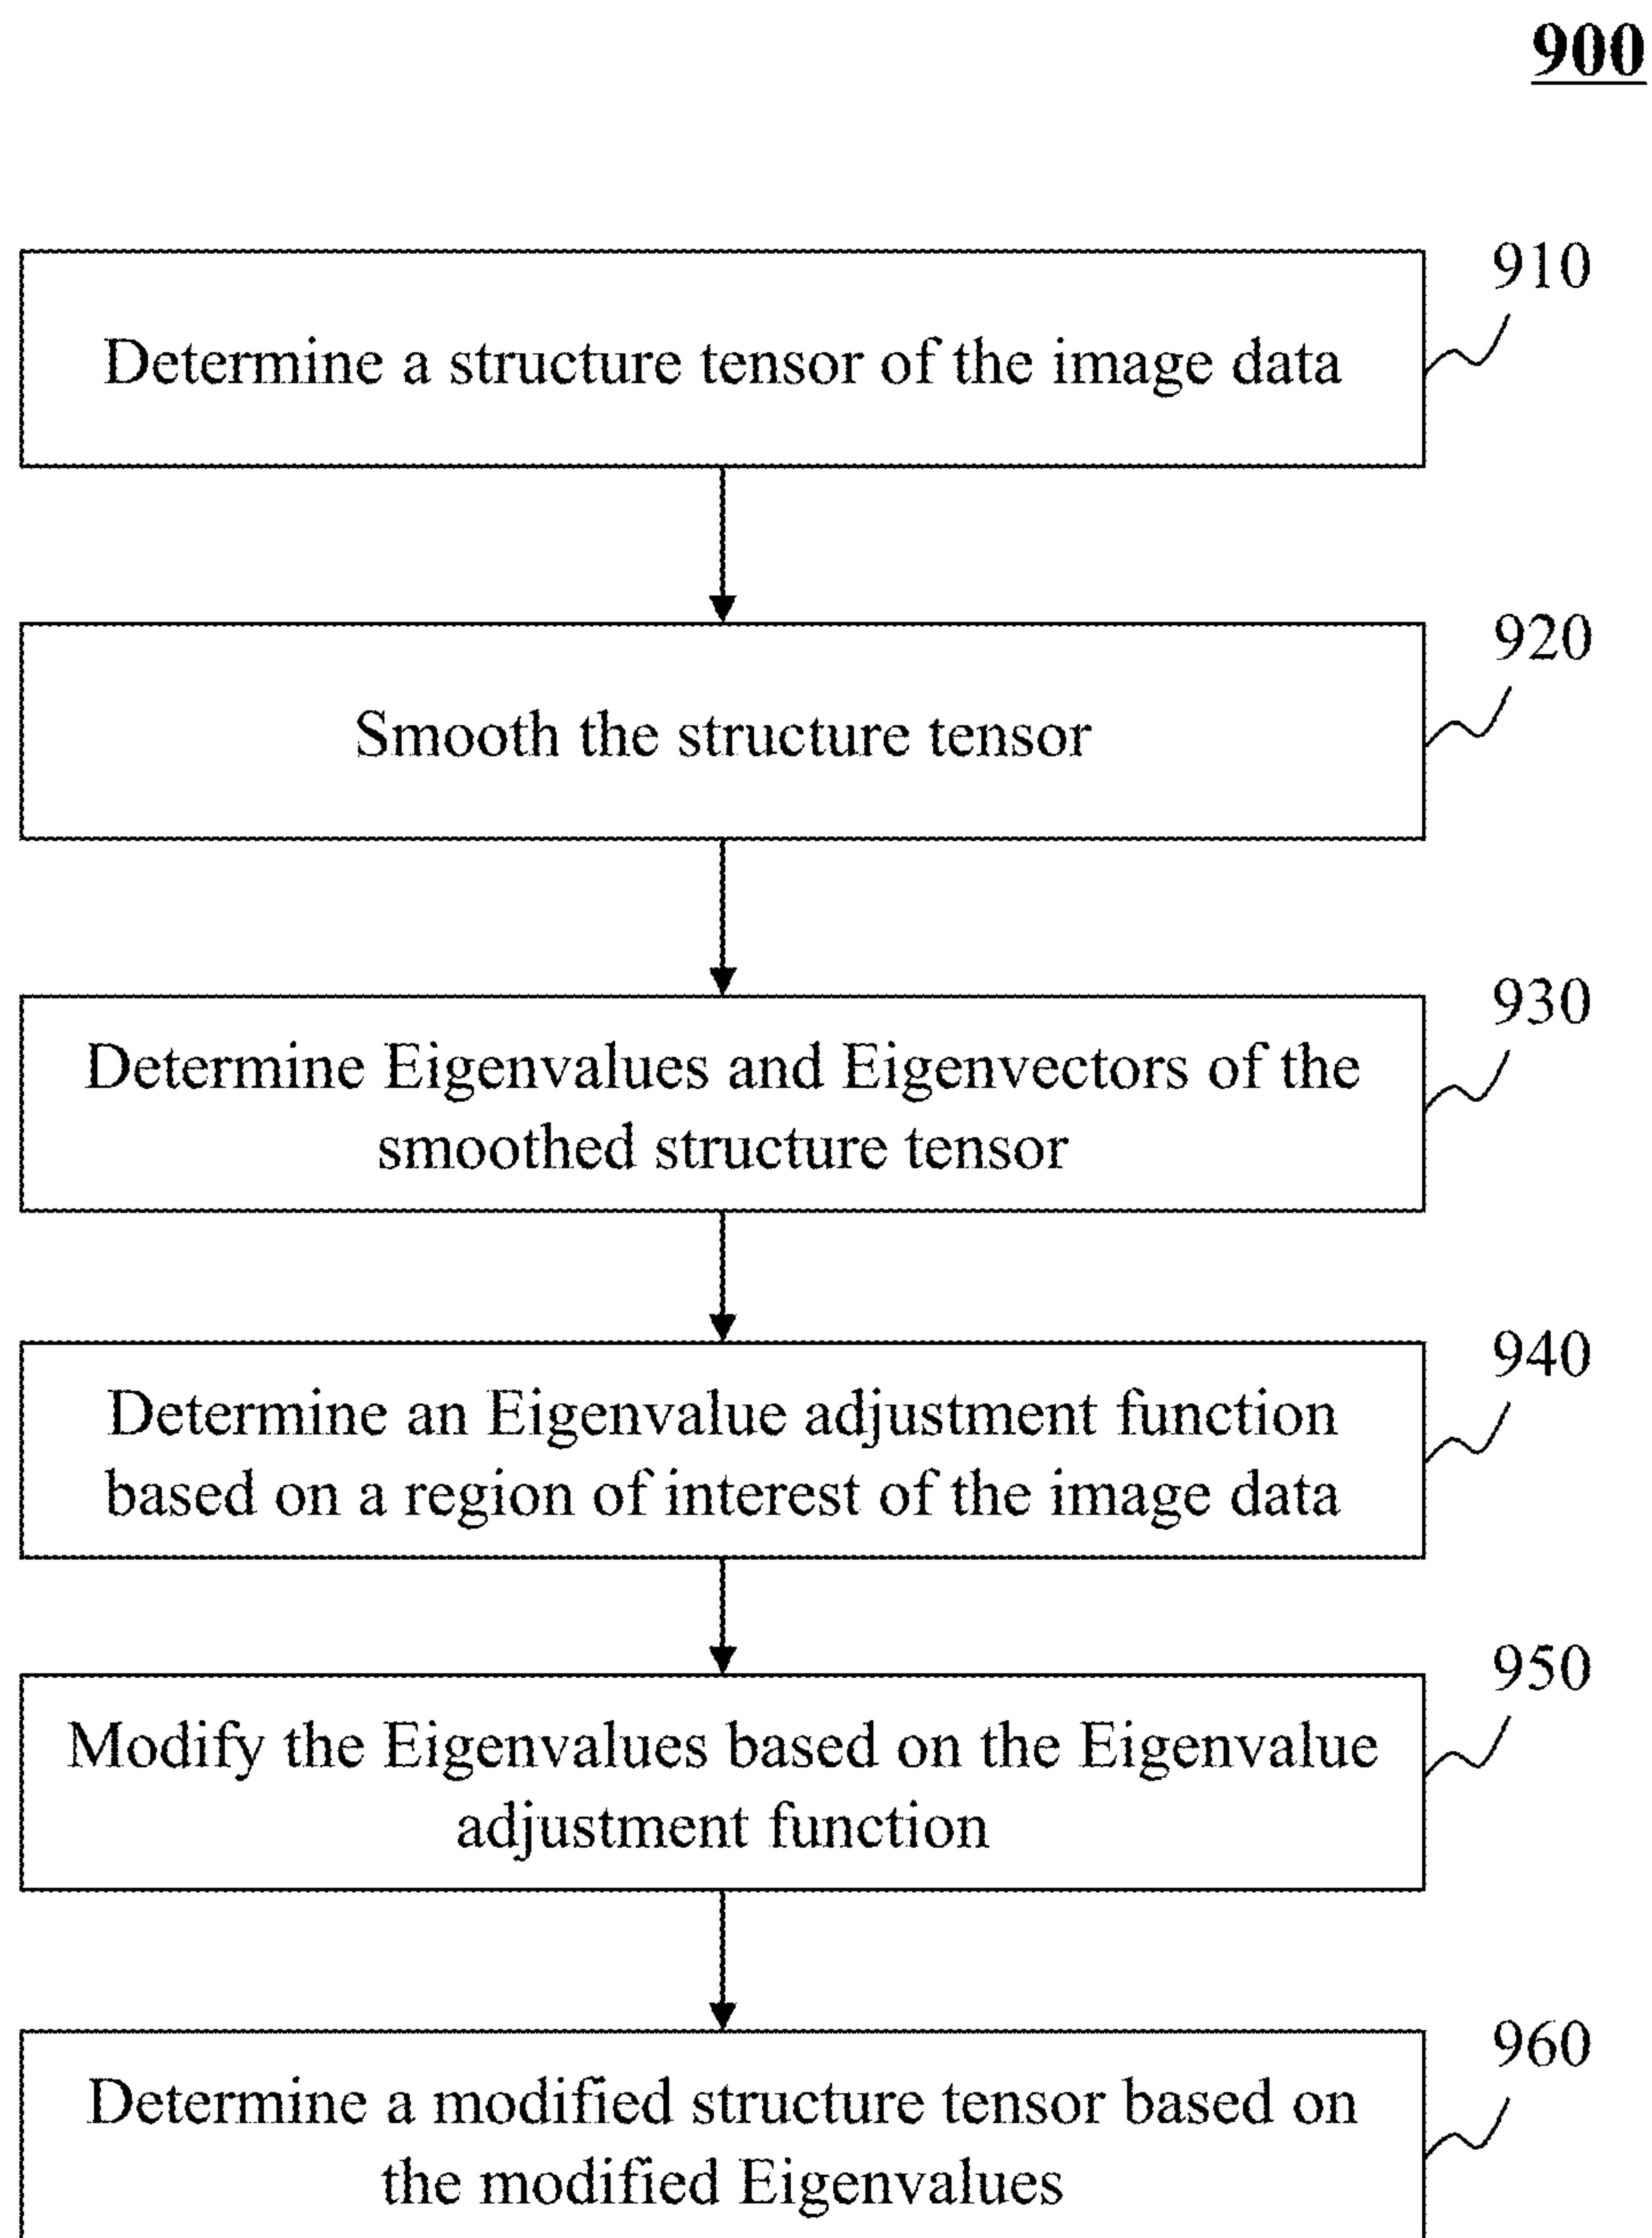 900
910
Determine a structure tensor of the image data
920
Smooth the structure tensor
930
Determine Eigenvalues and Eigenvectors of the
smoothed structure tensor
940
Determine an Eigenvalue adjustment function
based on a region of interest of the image data
950
Modify the Eigenvalues based on the Eigenvalue
adjustment function
960
Determine a modified structure tensor based on
the modified Eigenvalues